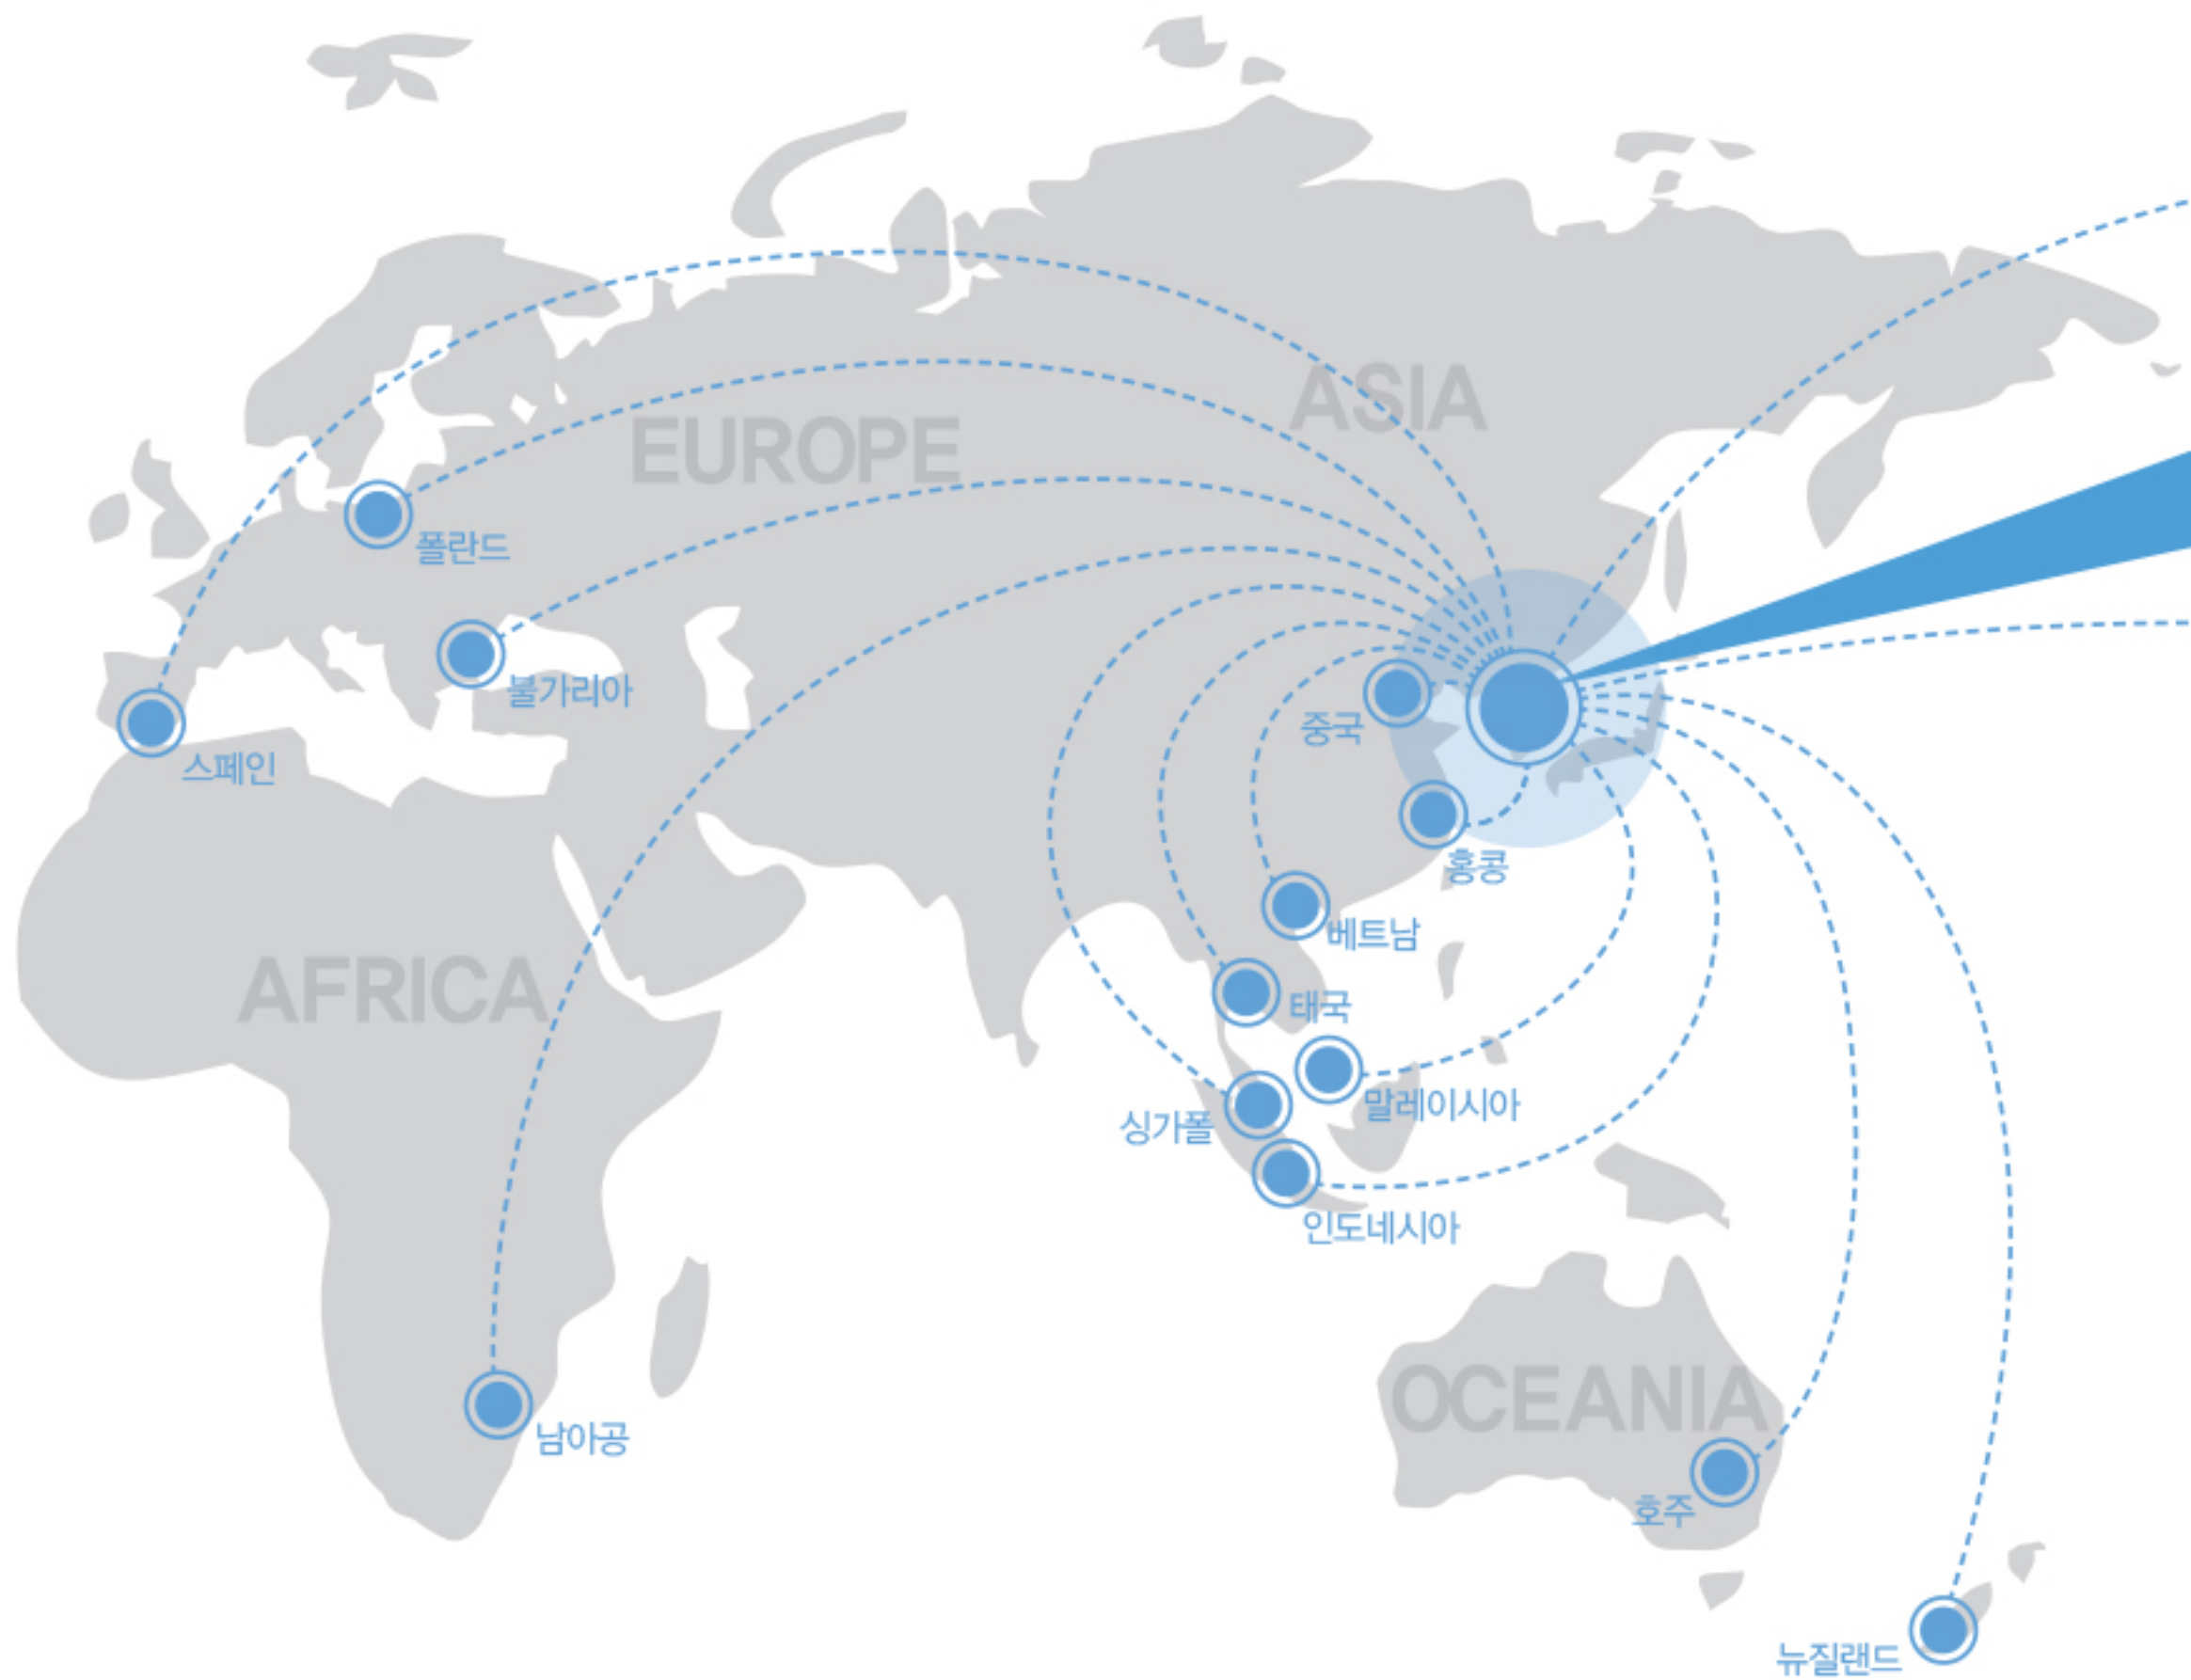 ASIA
EUROPE
폴란드
불가리아
중국
스페인
홍콩
베트남
AFRICA
태국
말레이시아
싱가폴
인도네시아
OCEANIA
남아공
호주
뉴질랜드